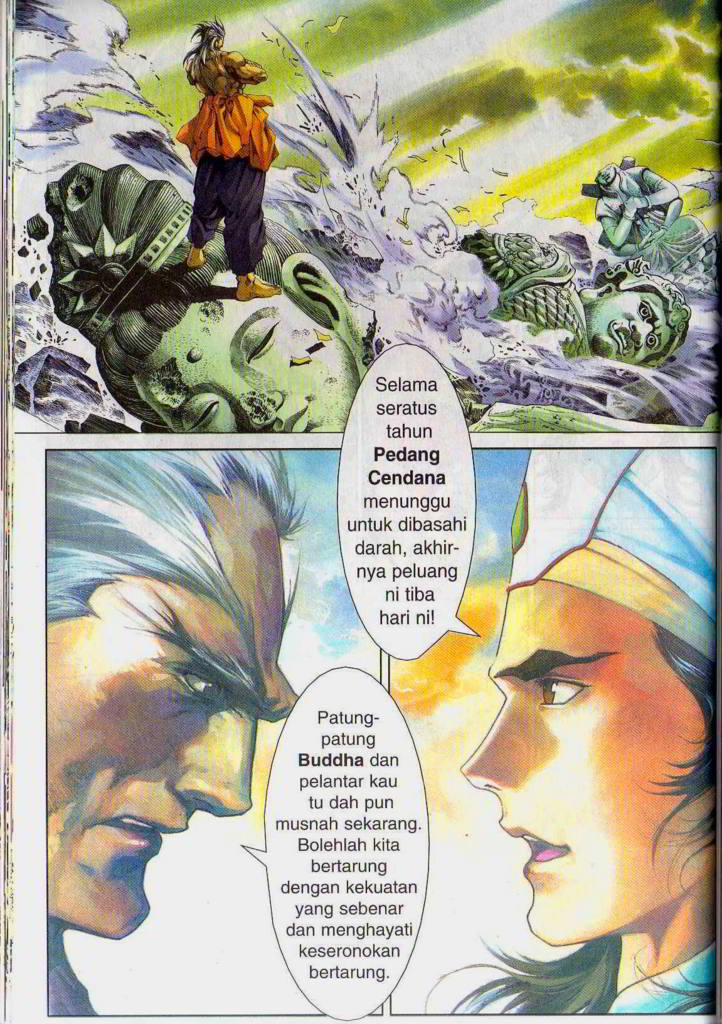 Selama
seratus
tahun
Pedang
Cendana
menunggu
untuk dibasahi
darah, akhir-
nya peluang
ni tiba
hari ni!
Patung-
patung
Buddha dan
pelantar kau
tu dah pun
musnah sekarang.
Bolehlah kita
bertarung
dengan kekuatan
yang sebenar
dan menghayati
keseronokan
bertarung.